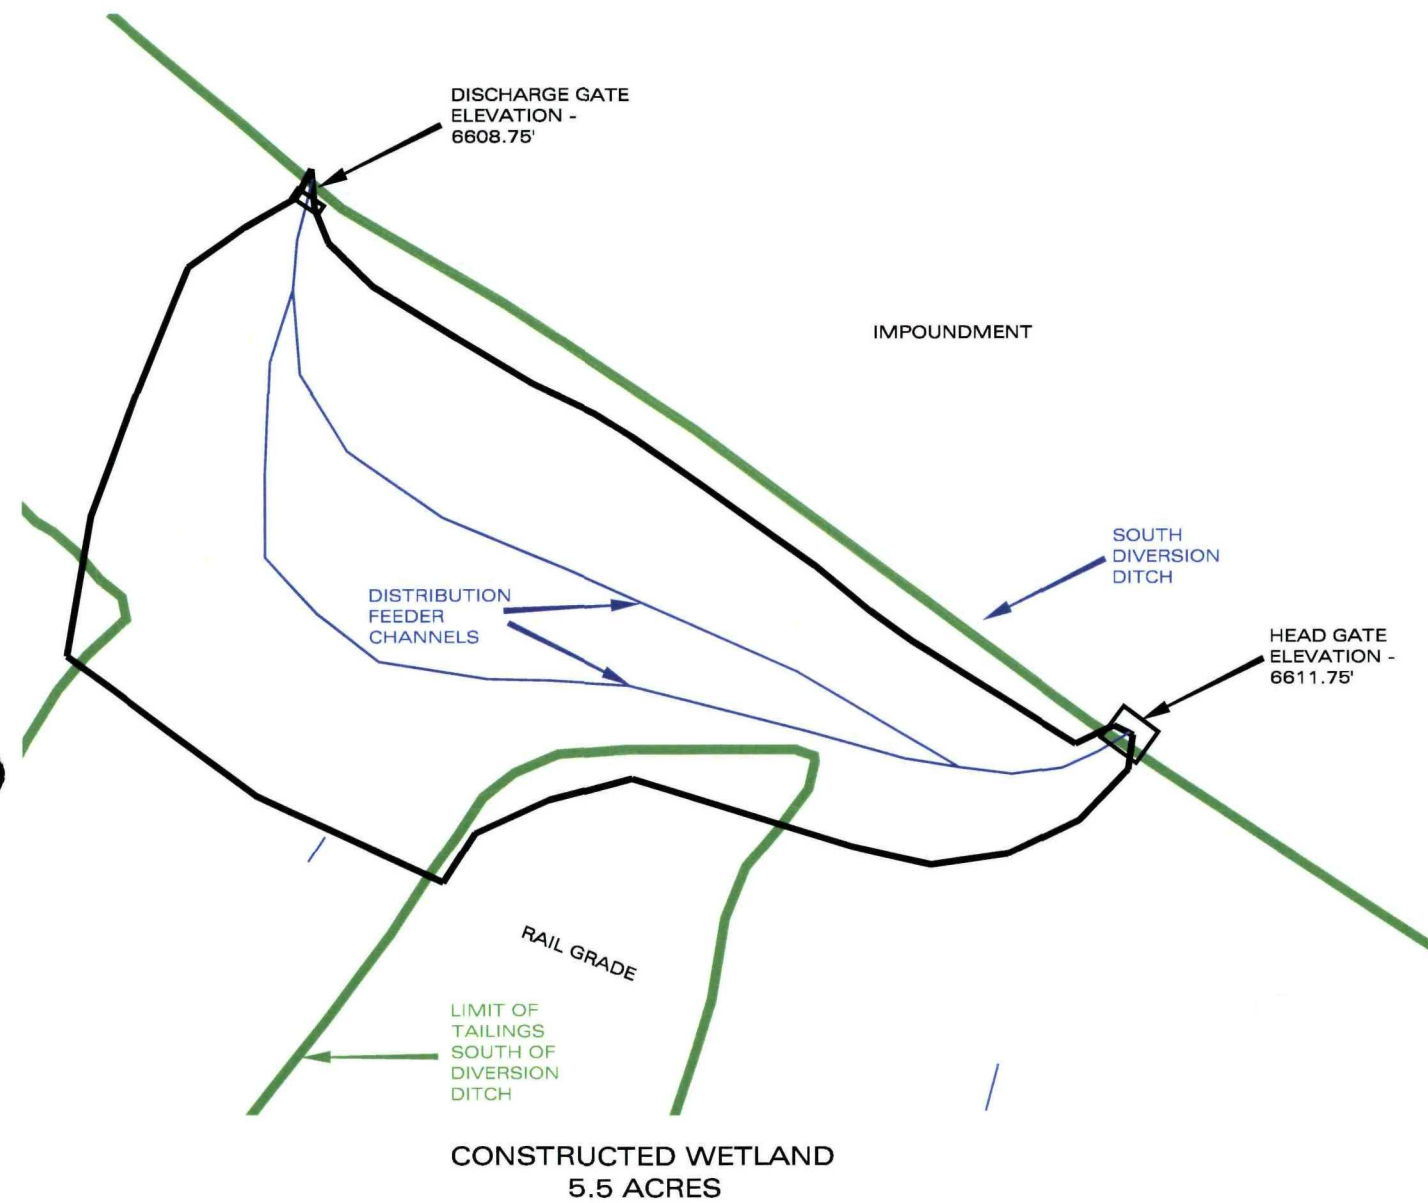 DISCHARGE GATE
ELEVATION -
6608.75'
IMPOUNDMENT
SOUTH
DIVERSION
DITCH
DISTRIBUTION
FEEDER
CHANNELS
HEAD GATE
ELEVATION -
6611.75'
RAIL GRADE
LIMIT OF
TAILINGS
SOUTH OF
DIVERSION
DITCH
CONSTRUCTED WETLAND
5.5 ACRES